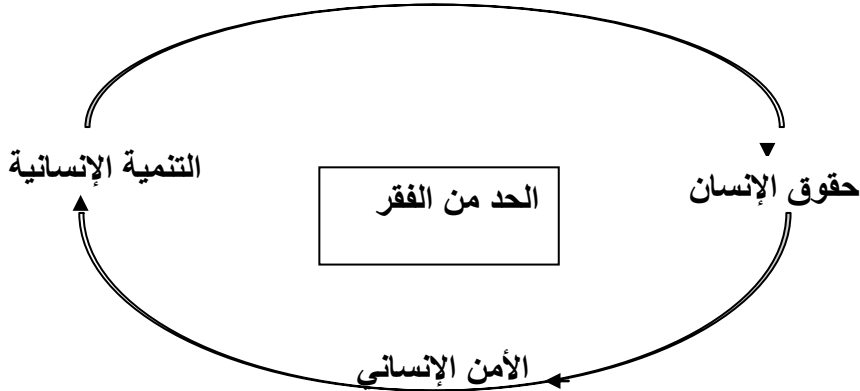 حقوق الإنسان
التنمية الإنسانية
الحد من الفقر
الأمن الإنساني